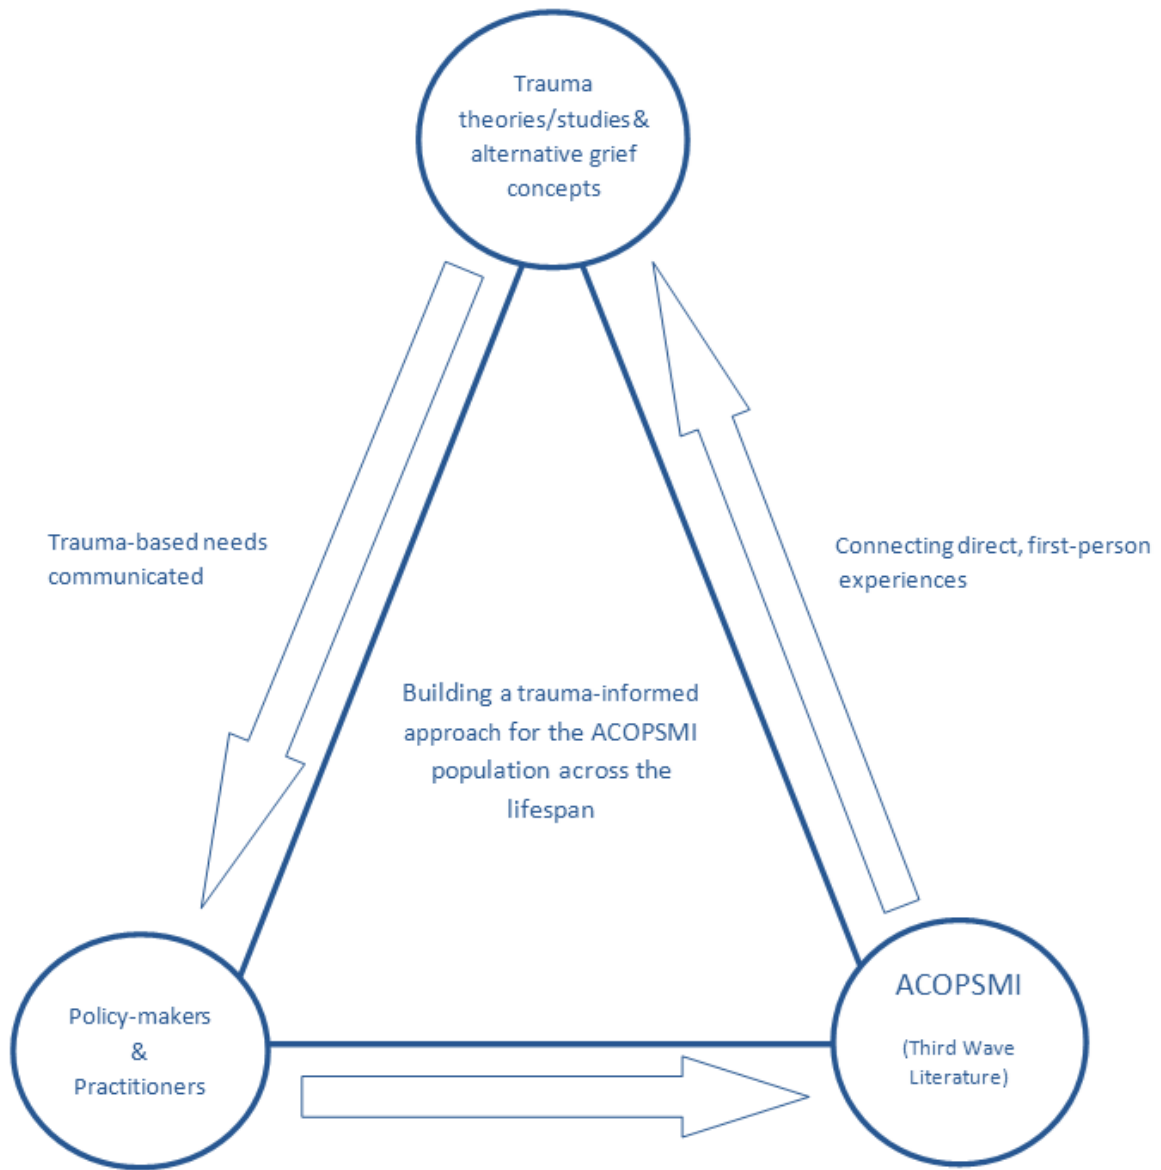 Trauma
theories/studies&
alternative grief
concepts
Trauma-based needs
communicated
Connecting direct, first-person
experiences
Building a trauma-informed
approach for the ACOPSMI
population across the
lifespan
Policy-makers
&
Practitioners
ACOPSMI
(Third Wave
Literature)